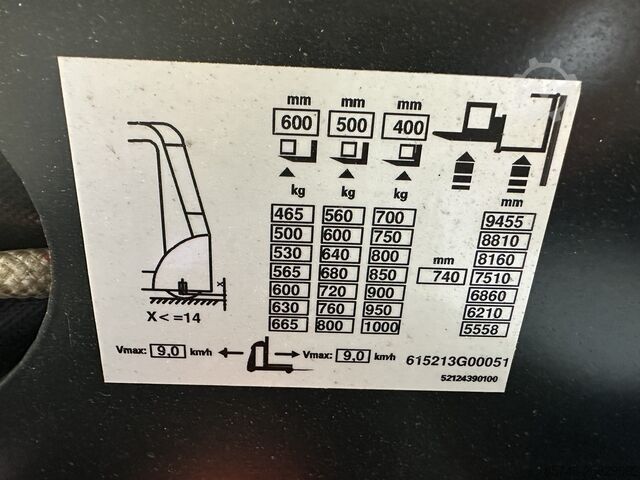 mm mm mm
600 500 400
kg kg kg mm
465 560 700 9455
500 600 750 8810
530 640 800 mm 8160
565 680 850 740 7510
600 720 900 6860
630 760 950 6210
665 800 1000 5558
X < =14
Vmax: 9,0 km/h Vmax: 9,0 km/h 615213G00051
52124390100